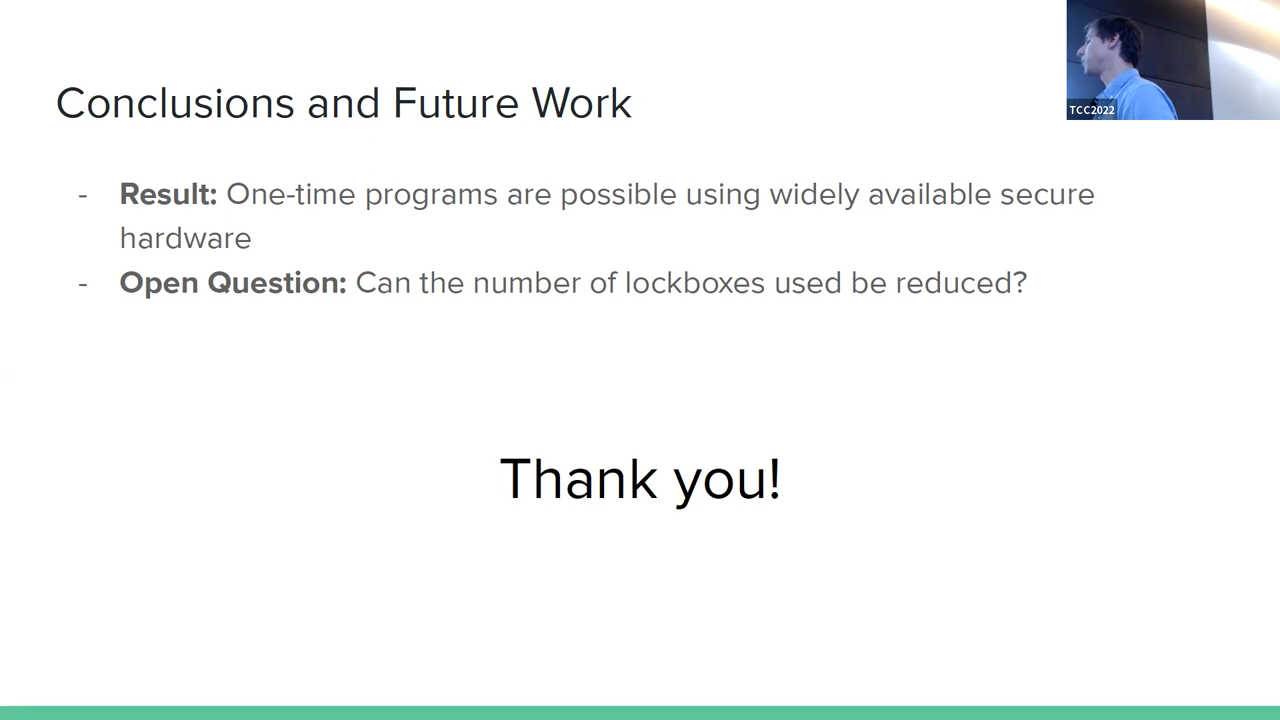 TCC2022
Conclusions and Future Work
- Result: One-time programs are possible using widely available secure
hardware
- Open Question: Can the number of lockboxes used be reduced?
Thank you!